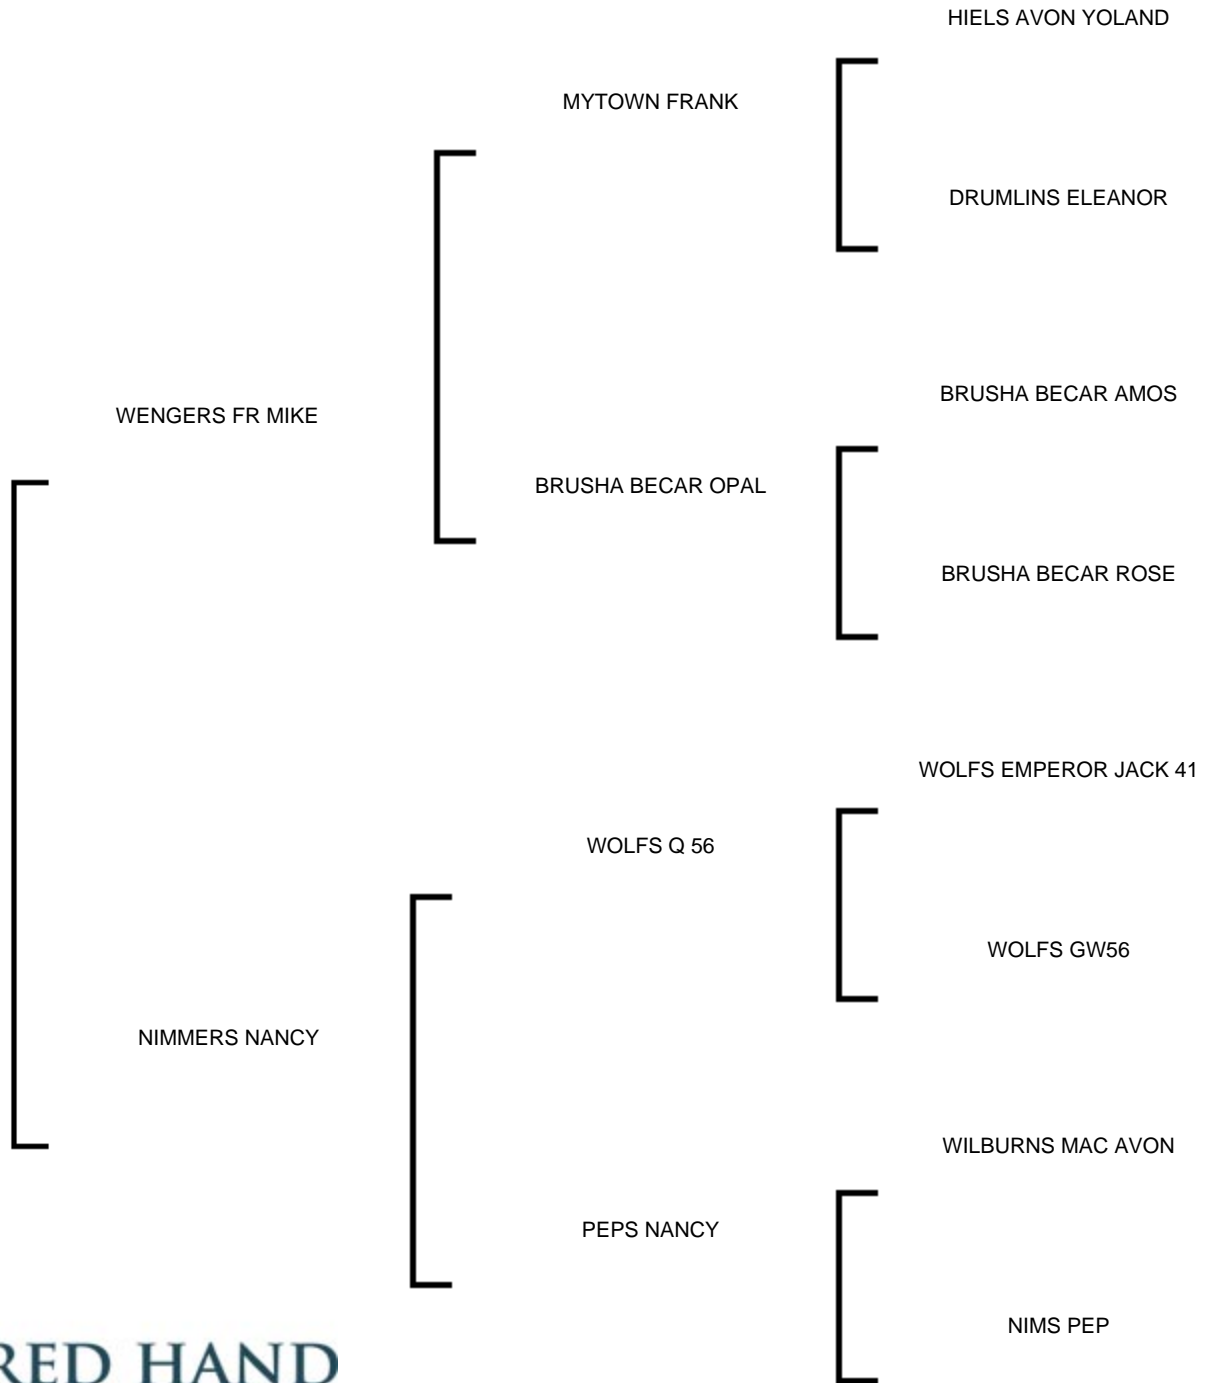 HIELS AVON YOLAND
MYTOWN FRANK
DRUMLINS ELEANOR
BRUSHA BECAR AMOS
WENGERS FR MIKE
BRUSHA BECAR OPAL
BRUSHA BECAR ROSE
WOLFS EMPEROR JACK 41
WOLFS Q 56
WOLFS GW56
NIMMERS NANCY
WILBURNS MAC AVON
PEPS NANCY
NIMS PEP
RED HAND